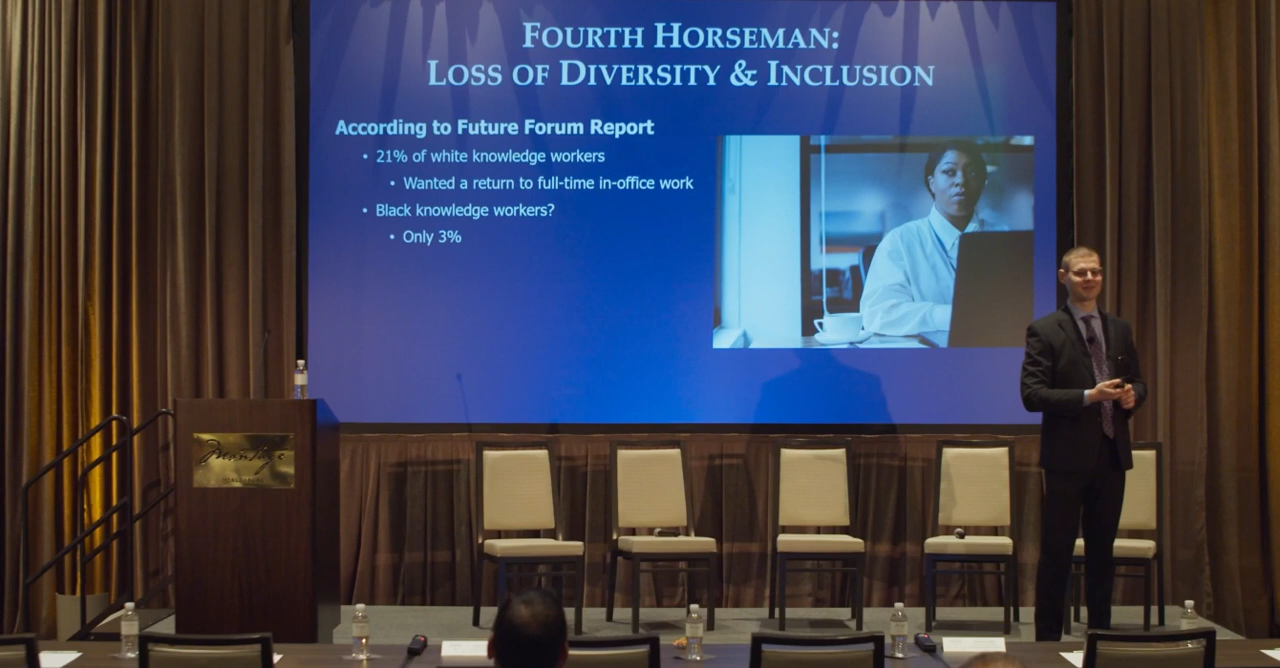 FOURTH HORSEMAN:
LOSS OF DIVERSITY & INCLUSION
According to Future Forum Report
• 21% of white knowledge workers
• Wanted a return to full-time in-office work
• Black knowledge workers?
• Only 3%
Montage